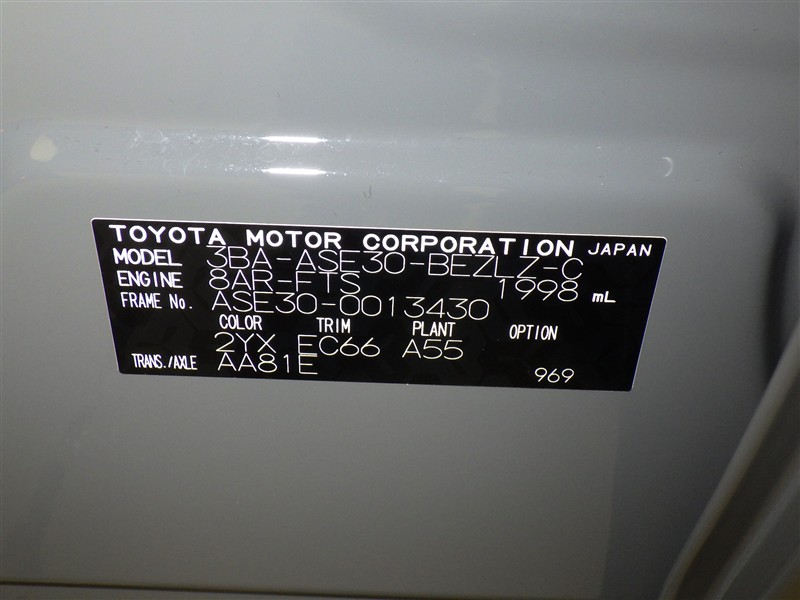 TOYOTA MOTOR CORPORATION JAPAN
MODEL 3BA-ASE30-BEZLZ-C
ENGINE 8AR-FTS 1998 mL
FRAME No. ASE30-0013430
COLOR TRIM PLANT OPTION
2YX EC66 A55
TRANS./AXLE AA81E 969